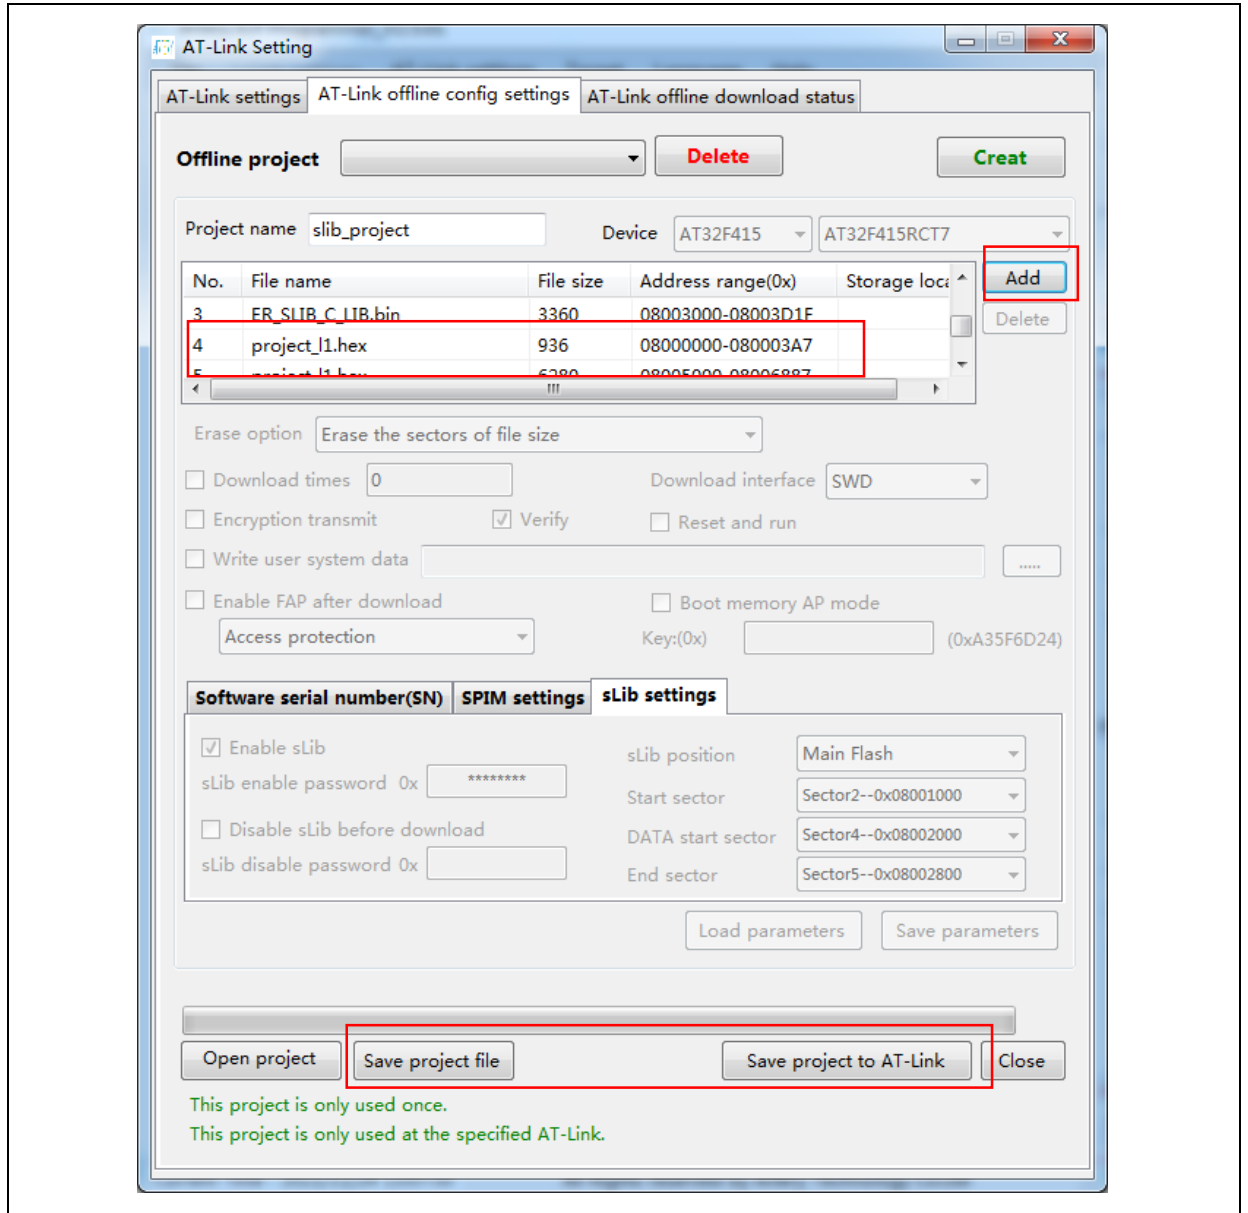 AT-Link Setting
AT-Link settings AT-Link offline config settings AT-Link offline download status
Offline project Delete Creat
Project name slib_project Device AT32F415 AT32F415RCT7
No. File name File size Address range(0x) Storage loca Add
3 ER_SLIB_C_LIB.bin 3360 08003000-08003D1F Delete
4 project_l1.hex 936 08000000-080003A7
5 project_l1.hex 6280 08005000-08006887
Erase option Erase the sectors of file size
Download times 0 Download interface SWD
Encryption transmit Verify Reset and run
Write user system data .....
Enable FAP after download Boot memory AP mode
Access protection Key:(0x) (0xA35F6D24)
Software serial number(SN) SPIM settings sLib settings
Enable sLib sLib position Main Flash
sLib enable password 0x ******** Start sector Sector2--0x08001000
Disable sLib before download DATA start sector Sector4--0x08002000
sLib disable password 0x End sector Sector5--0x08002800
Load parameters Save parameters
Open project Save project file Save project to AT-Link Close
This project is only used once.
This project is only used at the specified AT-Link.